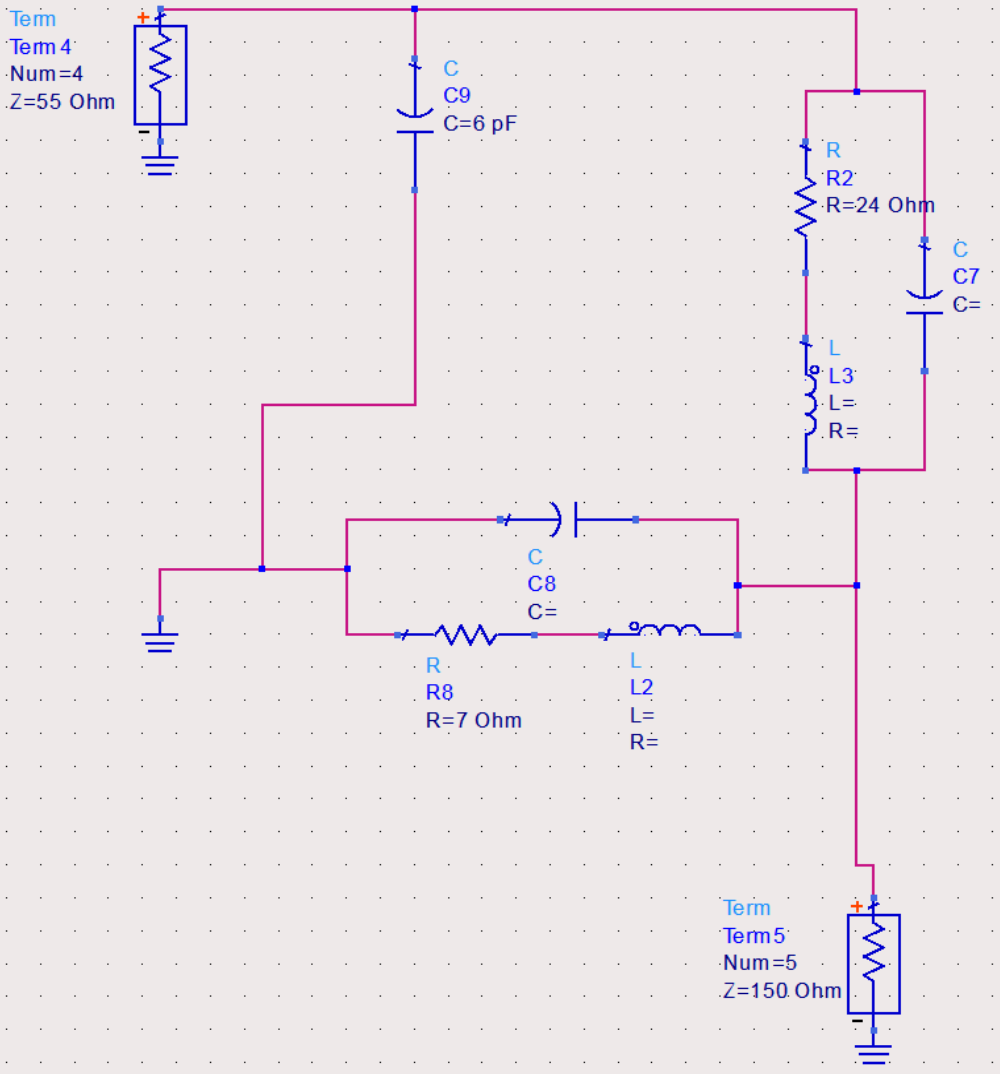 Term
Term4
Num=4
Z=55 Ohm
+
−
C
C9
C=6 pF
R
R2
R=24 Ohm
C
C7
C=
L
L3
L=
R=
C
C8
C=
R
R8
R=7 Ohm
L
L2
L=
R=
Term
Term5
Num=5
Z=150 Ohm
+
−